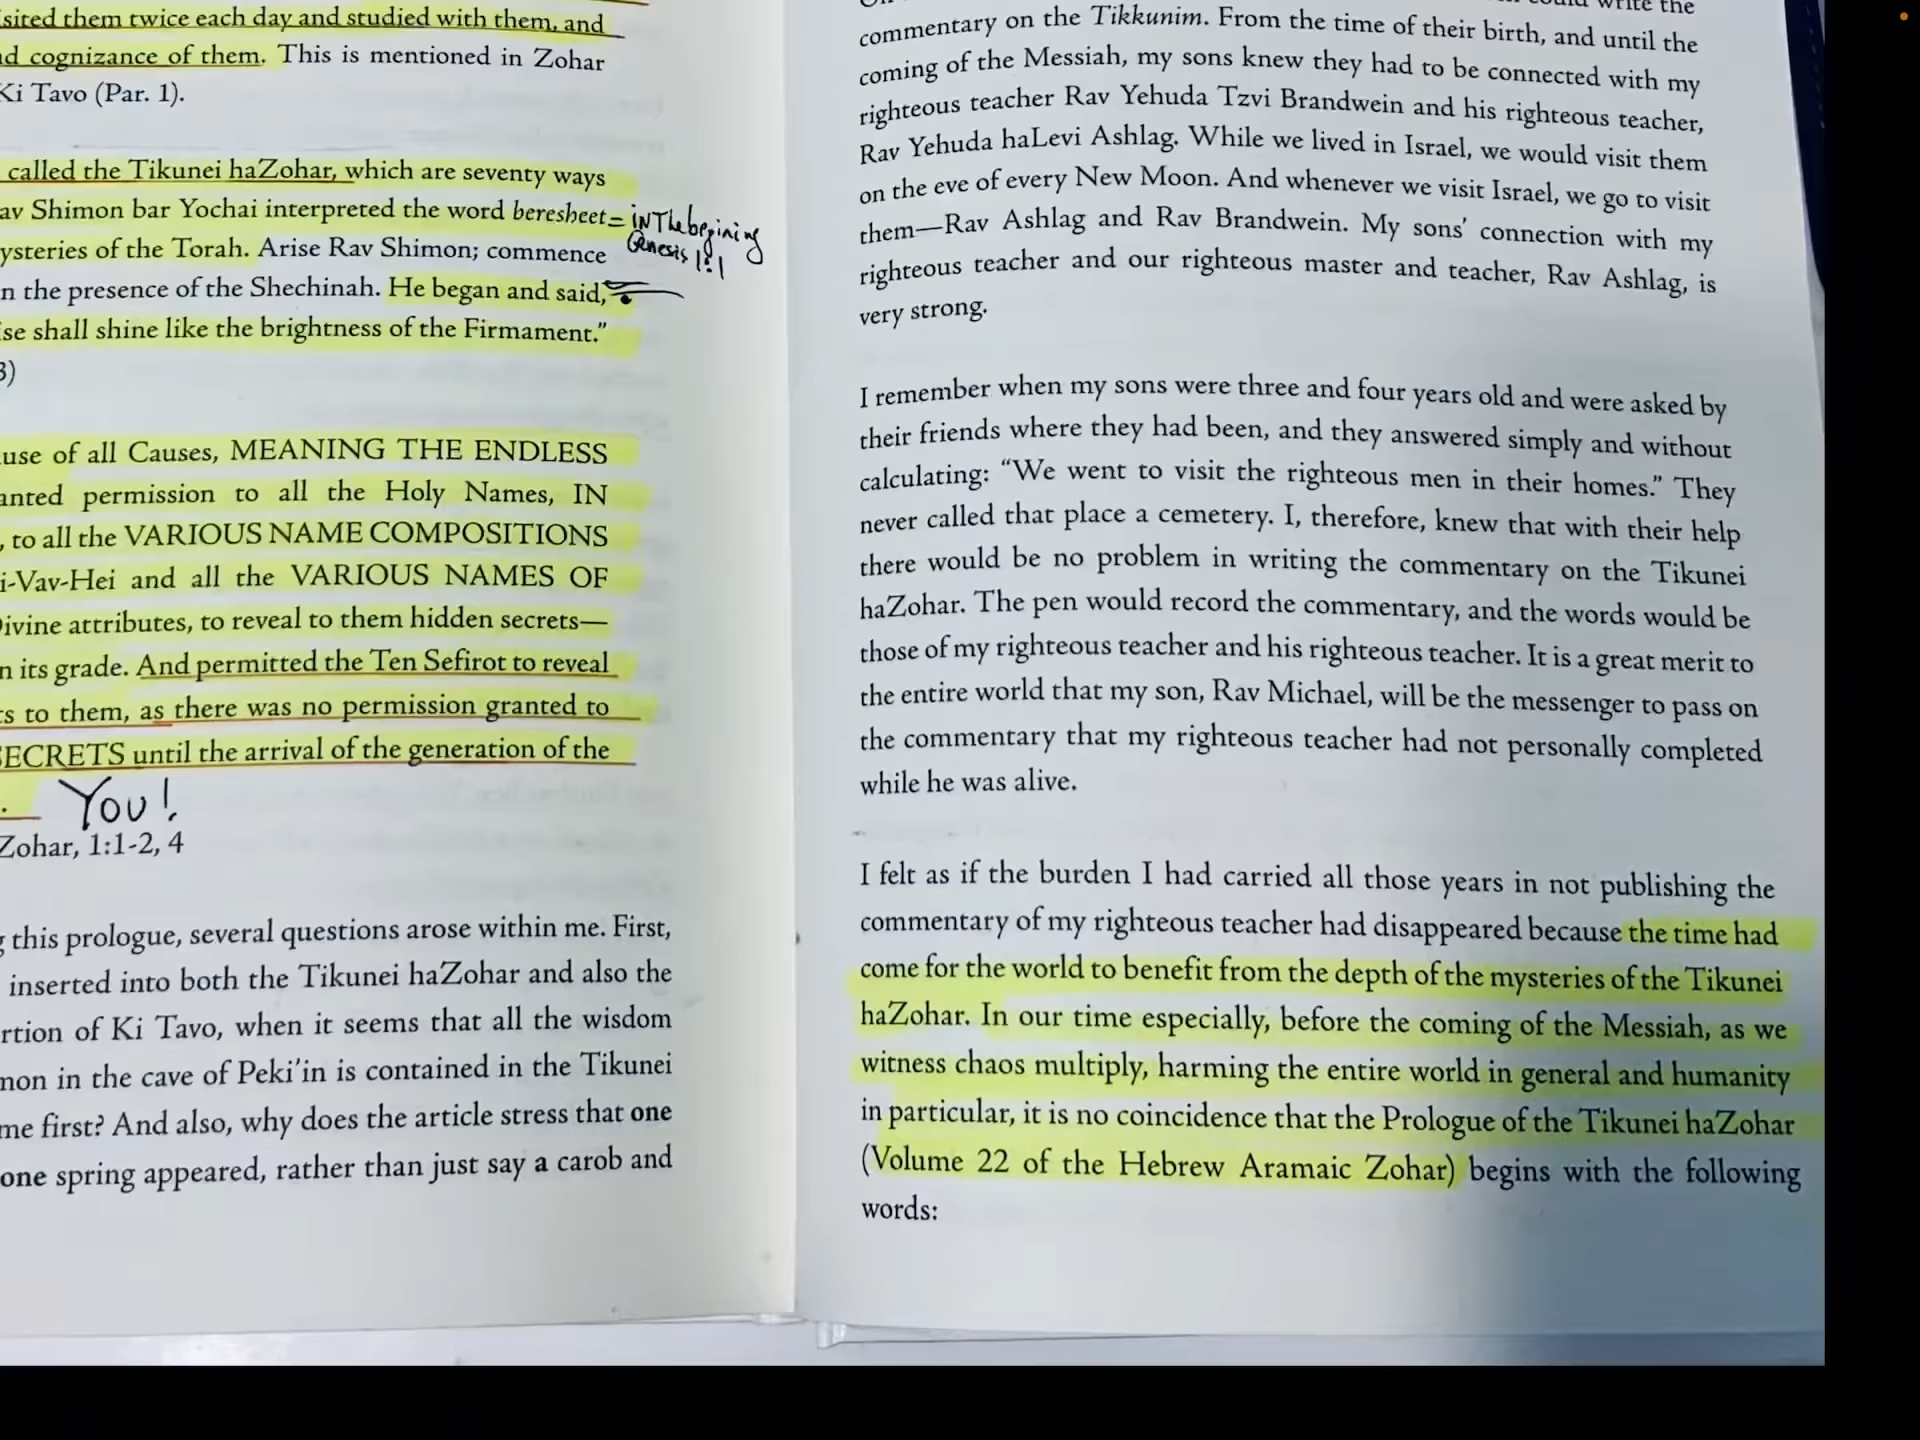 sited them twice each day and studied with them, and
d cognizance of them. This is mentioned in Zohar
Ki Tavo (Par. 1).
called the Tikunei haZohar, which are seventy ways
av Shimon bar Yochai interpreted the word beresheet = iNThebegining
Genesis 1:1
ysteries of the Torah. Arise Rav Shimon; commence
n the presence of the Shechinah. He began and said,
ise shall shine like the brightness of the Firmament.”
3)
use of all Causes, MEANING THE ENDLESS
anted permission to all the Holy Names, IN
, to all the VARIOUS NAME COMPOSITIONS
i-Vav-Hei and all the VARIOUS NAMES OF
Divine attributes, to reveal to them hidden secrets—
n its grade. And permitted the Ten Sefirot to reveal
ts to them, as there was no permission granted to
SECRETS until the arrival of the generation of the
. You!
Zohar, 1:1-2, 4
g this prologue, several questions arose within me. First,
inserted into both the Tikunei haZohar and also the
rtion of Ki Tavo, when it seems that all the wisdom
mon in the cave of Peki’in is contained in the Tikunei
me first? And also, why does the article stress that one
one spring appeared, rather than just say a carob and
write the
commentary on the Tikkunim. From the time of their birth, and until the
coming of the Messiah, my sons knew they had to be connected with my
righteous teacher Rav Yehuda Tzvi Brandwein and his righteous teacher,
Rav Yehuda haLevi Ashlag. While we lived in Israel, we would visit them
on the eve of every New Moon. And whenever we visit Israel, we go to visit
them—Rav Ashlag and Rav Brandwein. My sons’ connection with my
righteous teacher and our righteous master and teacher, Rav Ashlag, is
very strong.
I remember when my sons were three and four years old and were asked by
their friends where they had been, and they answered simply and without
calculating: “We went to visit the righteous men in their homes.” They
never called that place a cemetery. I, therefore, knew that with their help
there would be no problem in writing the commentary on the Tikunei
haZohar. The pen would record the commentary, and the words would be
those of my righteous teacher and his righteous teacher. It is a great merit to
the entire world that my son, Rav Michael, will be the messenger to pass on
the commentary that my righteous teacher had not personally completed
while he was alive.
I felt as if the burden I had carried all those years in not publishing the
commentary of my righteous teacher had disappeared because the time had
come for the world to benefit from the depth of the mysteries of the Tikunei
haZohar. In our time especially, before the coming of the Messiah, as we
witness chaos multiply, harming the entire world in general and humanity
in particular, it is no coincidence that the Prologue of the Tikunei haZohar
(Volume 22 of the Hebrew Aramaic Zohar) begins with the following
words: